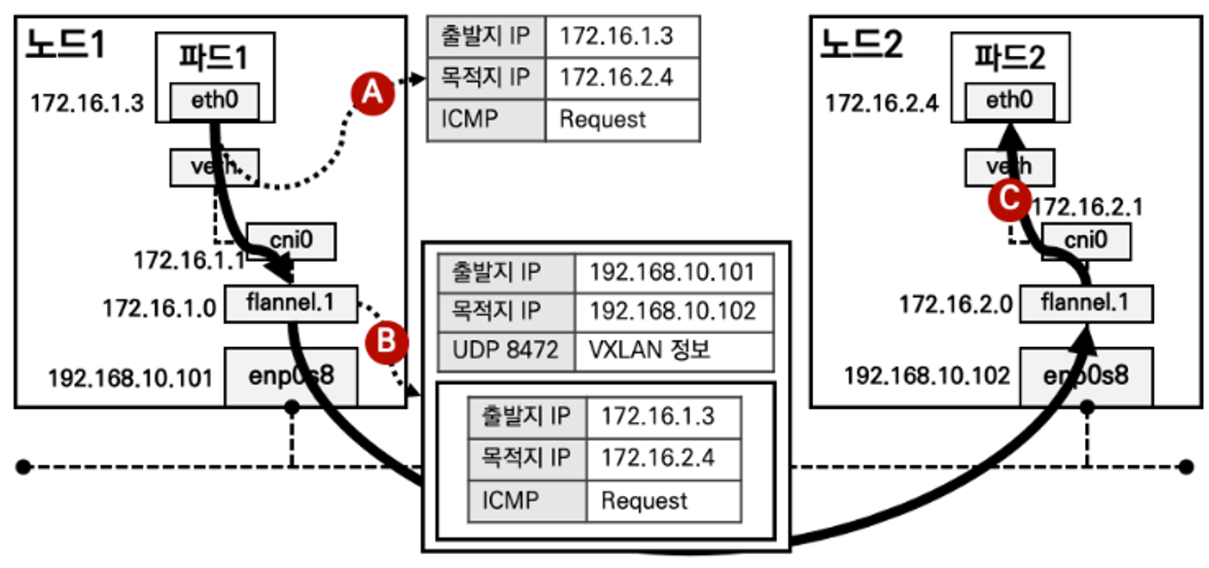 노드1
파드1
172.16.1.3
eth0
veth
cni0
172.16.1.1
172.16.1.0
flannel.1
192.168.10.101
enp0s8
A
출발지 IP 172.16.1.3
목적지 IP 172.16.2.4
ICMP Request
B
출발지 IP 192.168.10.101
목적지 IP 192.168.10.102
UDP 8472 VXLAN 정보
출발지 IP 172.16.1.3
목적지 IP 172.16.2.4
ICMP Request
노드2
파드2
172.16.2.4
eth0
veth
C
172.16.2.1
cni0
172.16.2.0
flannel.1
192.168.10.102
enp0s8